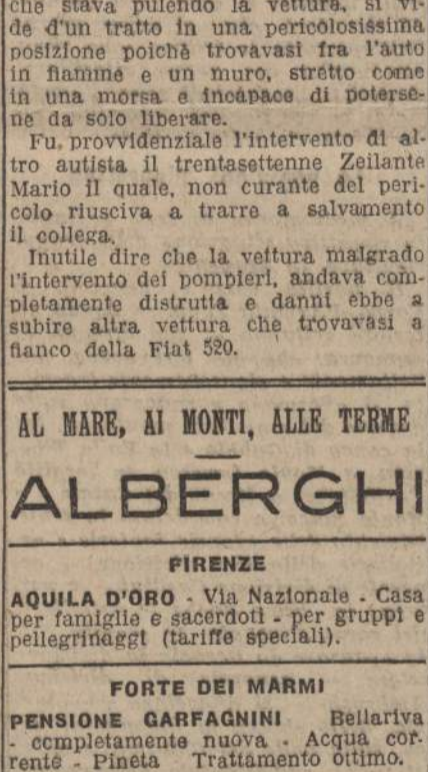 che stava pulendo la vettura, si vi-
de d'un tratto in una pericolosissima
posizione poichè trovavasi fra l'auto
in fiamme e un muro, stretto come
in una morsa e incapace di poterse-
ne da solo liberare.
Fu provvidenziale l'intervento di al-
tro autista il trentasettenne Zeilante
Mario il quale, non curante del peri-
colo riusciva a trarre a salvamento
il collega.
Inutile dire che la vettura malgrado
l'intervento dei pompieri, andava com-
pletamente distrutta e danni ebbe a
subire altra vettura che trovavasi a
fianco della Fiat 520.
AL MARE, AI MONTI, ALLE TERME
ALBERGHI
FIRENZE
AQUILA D'ORO - Via Nazionale - Casa
per famiglie e sacerdoti - per gruppi e
pellegrinaggi (tariffe speciali).
FORTE DEI MARMI
PENSIONE GARFAGNINI Bellariva
- completamente nuova - Acqua cor-
rente - Pineta Trattamento ottimo.